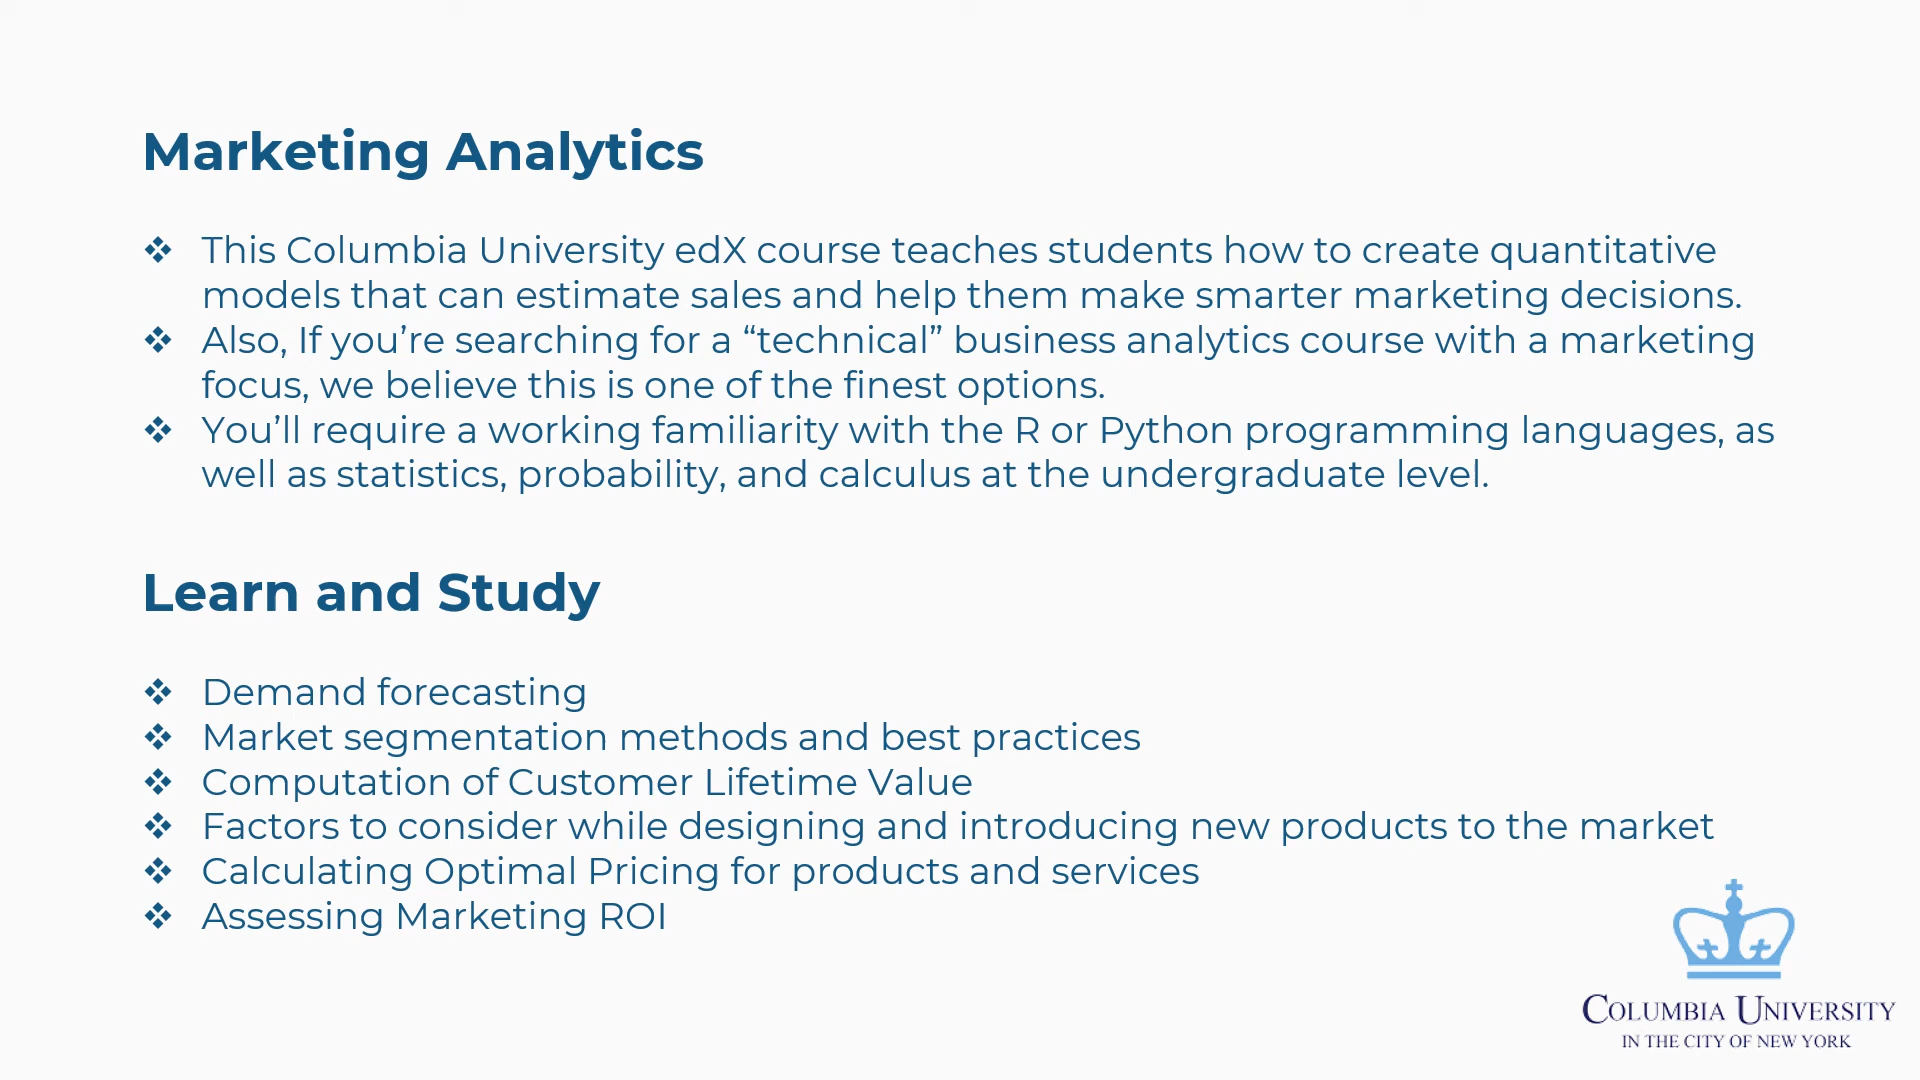 Marketing Analytics
❖ This Columbia University edX course teaches students how to create quantitative
models that can estimate sales and help them make smarter marketing decisions.
❖ Also, If you’re searching for a “technical” business analytics course with a marketing
focus, we believe this is one of the finest options.
❖ You’ll require a working familiarity with the R or Python programming languages, as
well as statistics, probability, and calculus at the undergraduate level.
Learn and Study
❖ Demand forecasting
❖ Market segmentation methods and best practices
❖ Computation of Customer Lifetime Value
❖ Factors to consider while designing and introducing new products to the market
❖ Calculating Optimal Pricing for products and services
❖ Assessing Marketing ROI
COLUMBIA UNIVERSITY
IN THE CITY OF NEW YORK